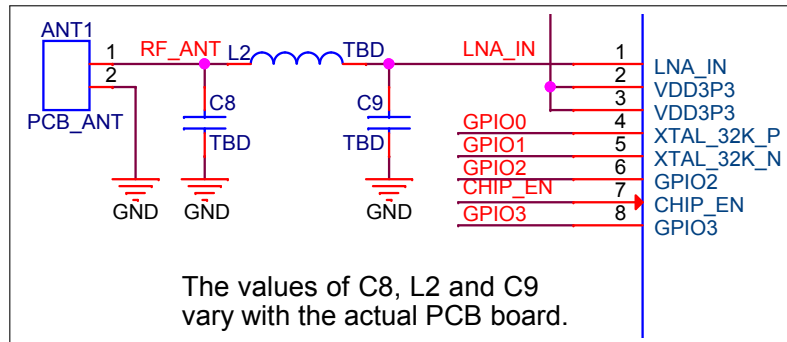 ANT1
PCB_ANT
1
2
RF_ANT
L2
TBD
LNA_IN
C8
TBD
C9
TBD
GND
GND
GND
GPIO0
GPIO1
GPIO2
CHIP_EN
GPIO3
1 LNA_IN
2 VDD3P3
3 VDD3P3
4 XTAL_32K_P
5 XTAL_32K_N
6 GPIO2
7 CHIP_EN
8 GPIO3
The values of C8, L2 and C9
vary with the actual PCB board.